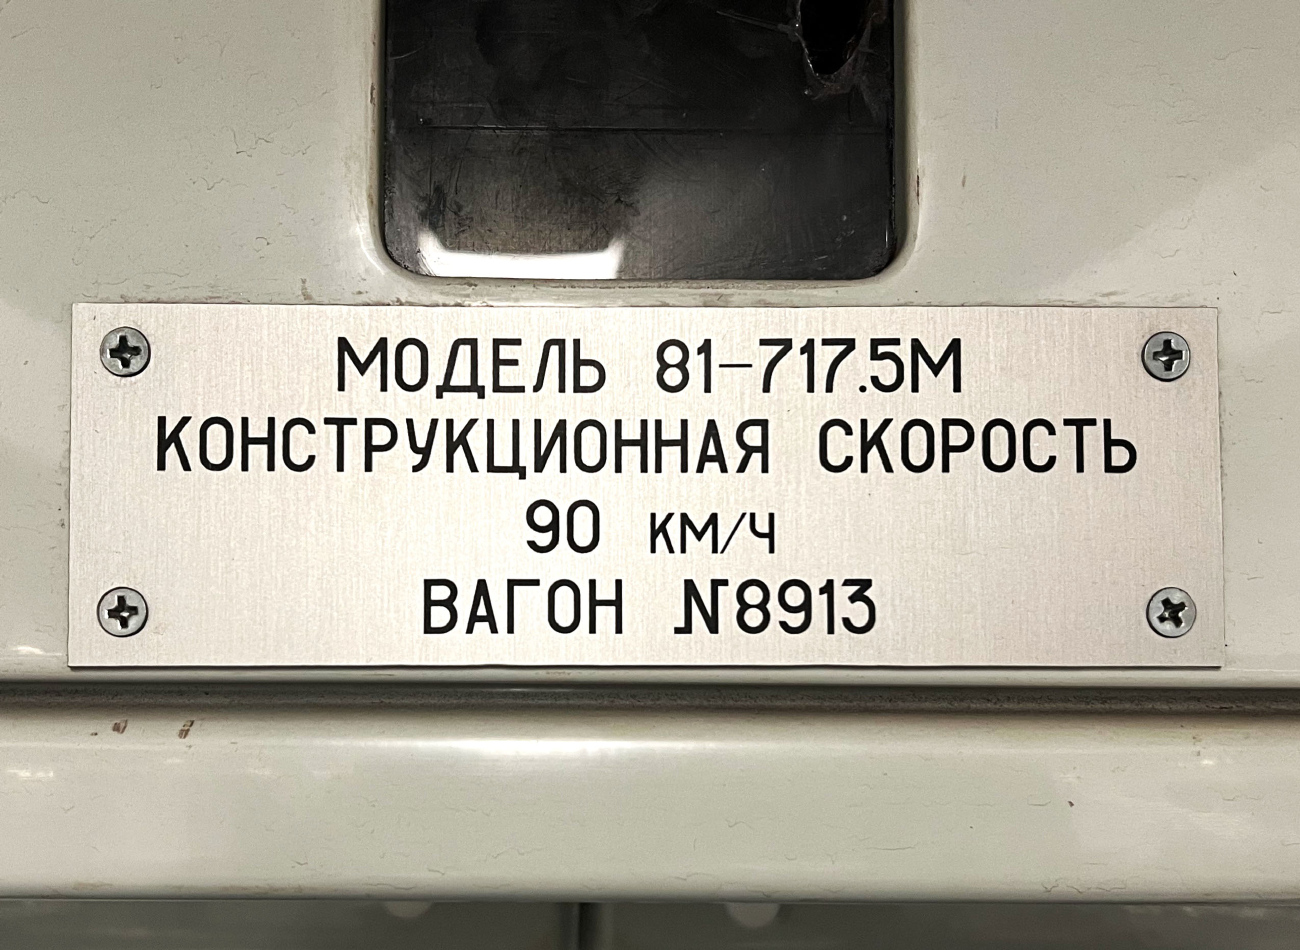 МОДЕЛЬ 81-717.5М
КОНСТРУКЦИОННАЯ СКОРОСТЬ
90 КМ/Ч
ВАГОН №8913